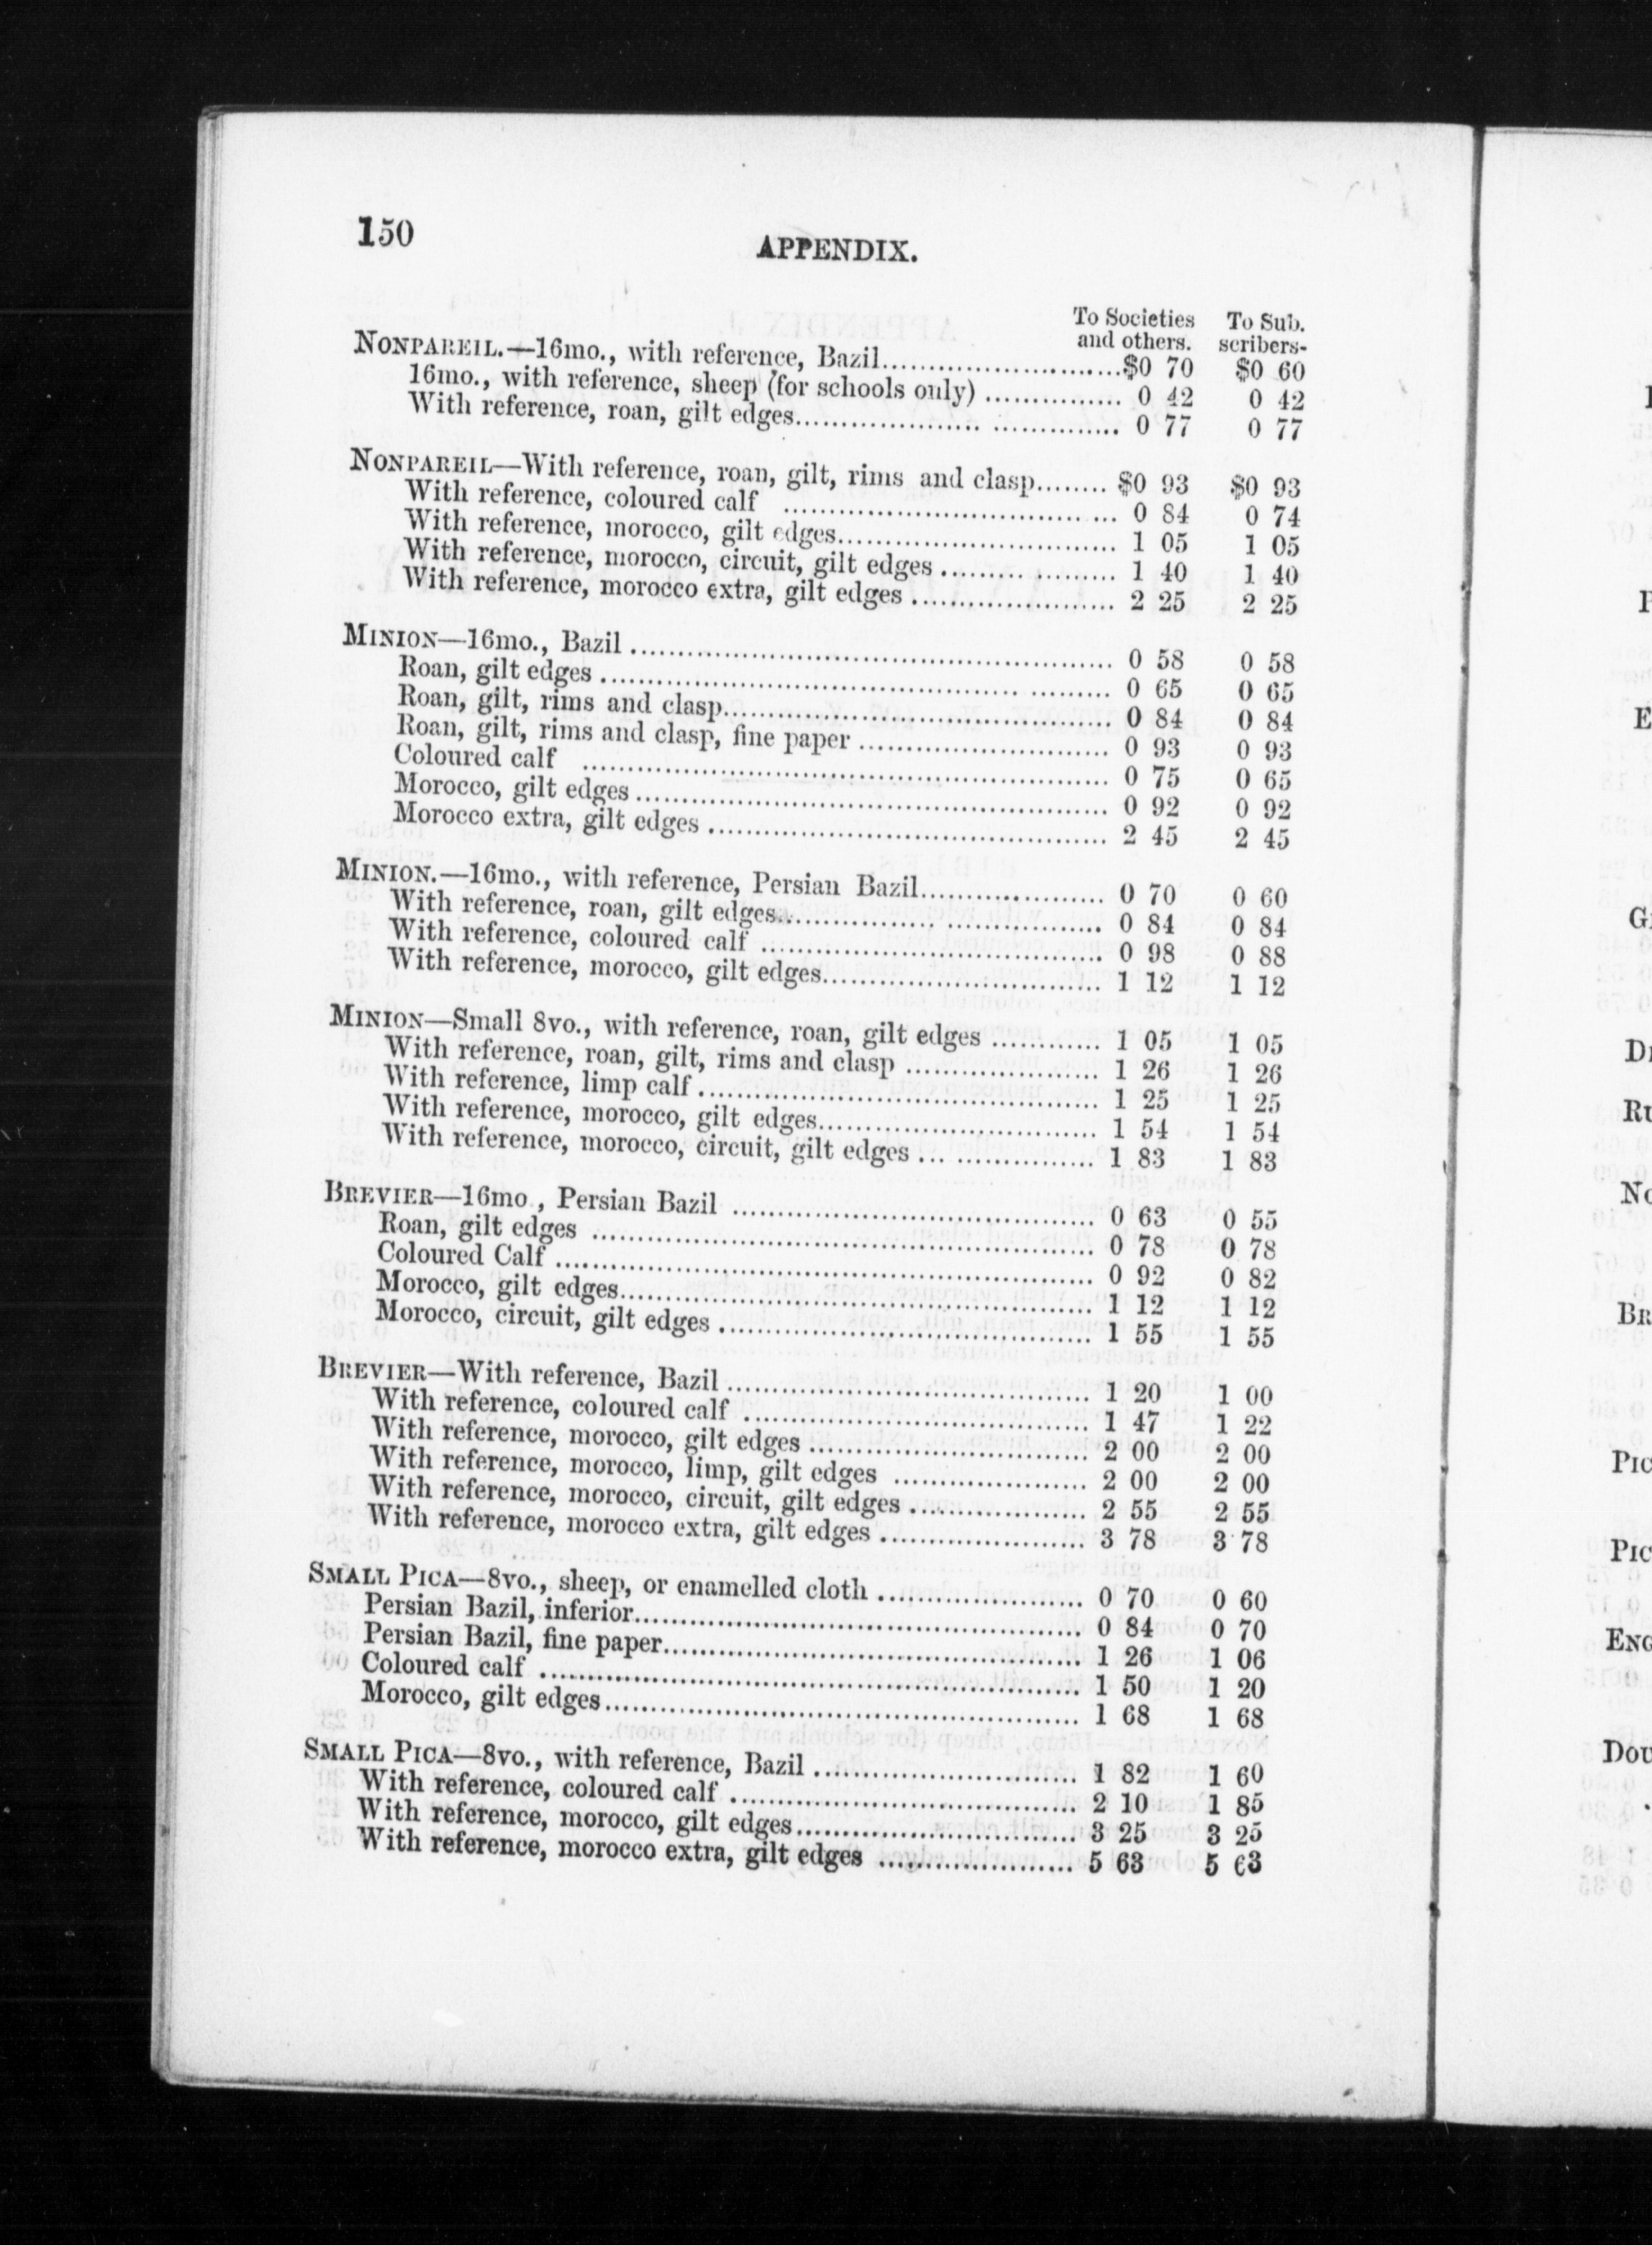 150
APPENDIX.
To Societies and others. To Sub. scribers-
NONPAREIL.—16mo., with reference, Bazil..........................$0 70 $0 60
16mo., with reference, sheep (for schools only) ............... 0 42 0 42
With reference, roan, gilt edges.................... .............. 0 77 0 77
NONPAREIL—With reference, roan, gilt, rims and clasp........ $0 93 $0 93
With reference, coloured calf ................................. ... 0 84 0 74
With reference, morocco, gilt edges............................... 1 05 1 05
With reference, morocco, circuit, gilt edges ......... ......... 1 40 1 40
With reference, morocco extra, gilt edges ...................... 2 25 2 25
MINION—16mo., Bazil ..................................................... 0 58 0 58
Roan, gilt edges .............................................. ......... 0 65 0 65
Roan, gilt, rims and clasp........................................... 0 84 0 84
Roan, gilt, rims and clasp, fine paper ........................... 0 93 0 93
Coloured calf .......................................................... 0 75 0 65
Morocco, gilt edges .................................................... 0 92 0 92
Morocco extra, gilt edges ............................................ 2 45 2 45
MINION.—16mo., with reference, Persian Bazil.................... 0 70 0 60
With reference, roan, gilt edges.................. ................. 0 84 0 84
With reference, coloured calf ...................................... 0 98 0 88
With reference, morocco, gilt edges............................... 1 12 1 12
MINION—Small 8vo., with reference, roan, gilt edges ............ 1 05 1 05
With reference, roan, gilt, rims and clasp ..................... 1 26 1 26
With reference, limp calf ............................................ 1 25 1 25
With reference, morocco, gilt edges............................... 1 54 1 54
With reference, morocco, circuit, gilt edges ... ............... 1 83 1 83
BREVIER—16mo , Persian Bazil ........................................ 0 63 0 55
Roan, gilt edges ........................................................ 0 78 0 78
Coloured Calf ............................................................ 0 92 0 82
Morocco, gilt edges..................................................... 1 12 1 12
Morocco, circuit, gilt edges ......................................... 1 55 1 55
BREVIER—With reference, Bazil ........................................ 1 20 1 00
With reference, coloured calf ...................................... 1 47 1 22
With reference, morocco, gilt edges ............................... 2 00 2 00
With reference, morocco, limp, gilt edges ..................... 2 00 2 00
With reference, morocco, circuit, gilt edges ................... 2 55 2 55
With reference, morocco extra, gilt edges ...................... 3 78 3 78
SMALL PICA—8vo., sheep, or enamelled cloth ...................... 0 70 0 60
Persian Bazil, inferior.................................................. 0 84 0 70
Persian Bazil, fine paper.............................................. 1 26 1 06
Coloured calf ............................................................ 1 50 1 20
Morocco, gilt edges..................................................... 1 68 1 68
SMALL PICA—8vo., with reference, Bazil ............................. 1 82 1 60
With reference, coloured calf ...................................... 2 10 1 85
With reference, morocco, gilt edges............................... 3 25 3 25
With reference, morocco extra, gilt edges ..................... 5 63 5 63